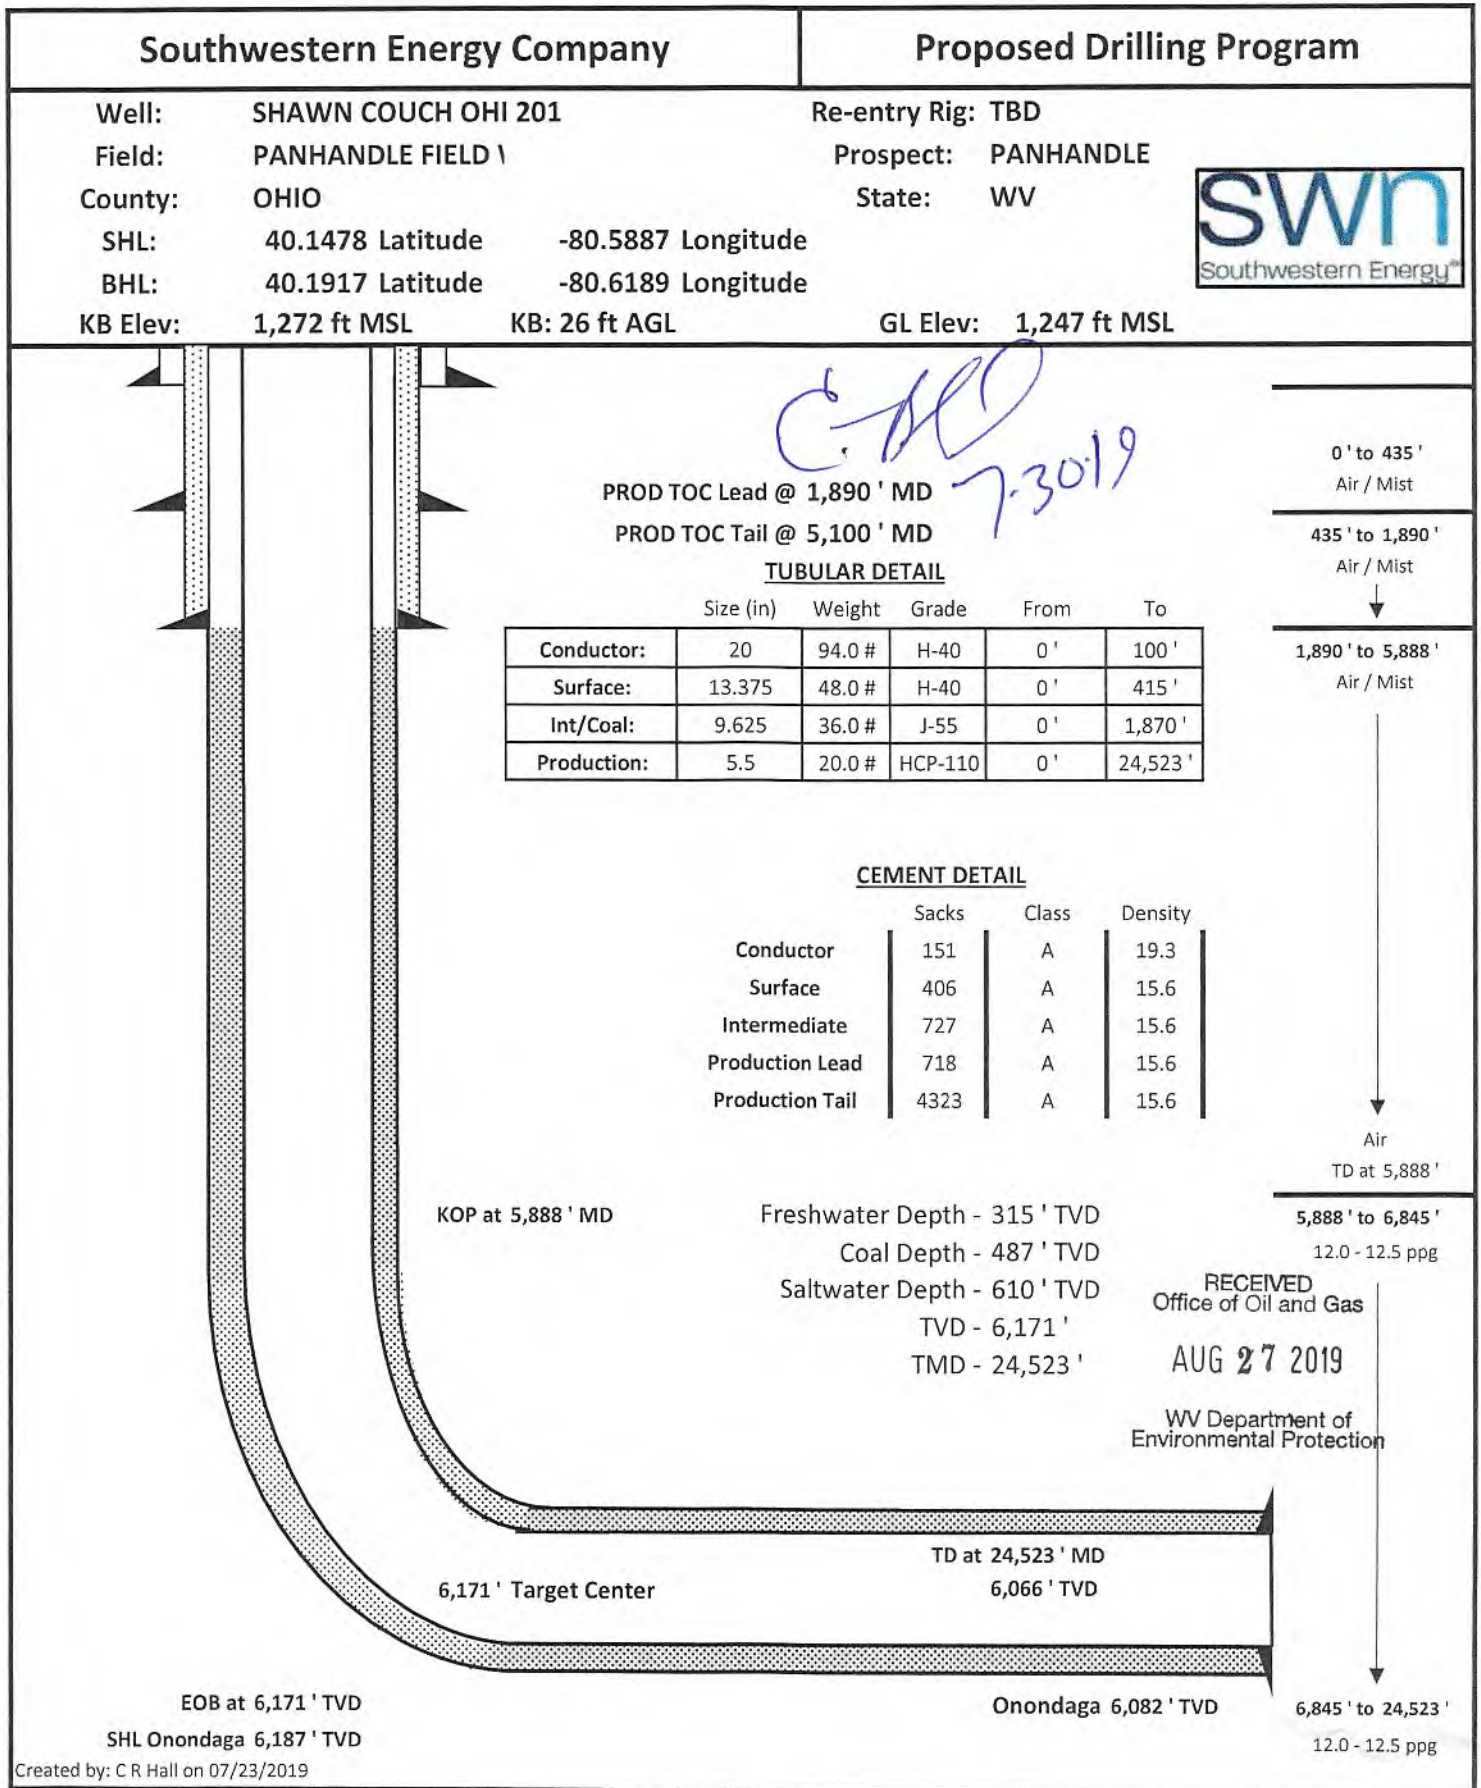 Southwestern Energy Company
Proposed Drilling Program
Well: SHAWN COUCH OHI 201 Re-entry Rig: TBD
Field: PANHANDLE FIELD \ Prospect: PANHANDLE
County: OHIO State: WV
SHL: 40.1478 Latitude -80.5887 Longitude
BHL: 40.1917 Latitude -80.6189 Longitude
KB Elev: 1,272 ft MSL KB: 26 ft AGL GL Elev: 1,247 ft MSL
swn
Southwestern Energy
7.30.19
PROD TOC Lead @ 1,890 ' MD
PROD TOC Tail @ 5,100 ' MD
TUBULAR DETAIL
Size (in) Weight Grade From To
Conductor: 20 94.0 # H-40 0 ' 100 '
Surface: 13.375 48.0 # H-40 0 ' 415 '
Int/Coal: 9.625 36.0 # J-55 0 ' 1,870 '
Production: 5.5 20.0 # HCP-110 0 ' 24,523 '
CEMENT DETAIL
Sacks Class Density
Conductor 151 A 19.3
Surface 406 A 15.6
Intermediate 727 A 15.6
Production Lead 718 A 15.6
Production Tail 4323 A 15.6
KOP at 5,888 ' MD
Freshwater Depth - 315 ' TVD
Coal Depth - 487 ' TVD
Saltwater Depth - 610 ' TVD
TVD - 6,171 '
TMD - 24,523 '
0 ' to 435 '
Air / Mist
435 ' to 1,890 '
Air / Mist
1,890 ' to 5,888 '
Air / Mist
Air
TD at 5,888 '
5,888 ' to 6,845 '
12.0 - 12.5 ppg
RECEIVED
Office of Oil and Gas
AUG 27 2019
WV Department of
Environmental Protection
TD at 24,523 ' MD
6,066 ' TVD
6,171 ' Target Center
EOB at 6,171 ' TVD
SHL Onondaga 6,187 ' TVD
Onondaga 6,082 ' TVD
6,845 ' to 24,523 '
12.0 - 12.5 ppg
Created by: C R Hall on 07/23/2019